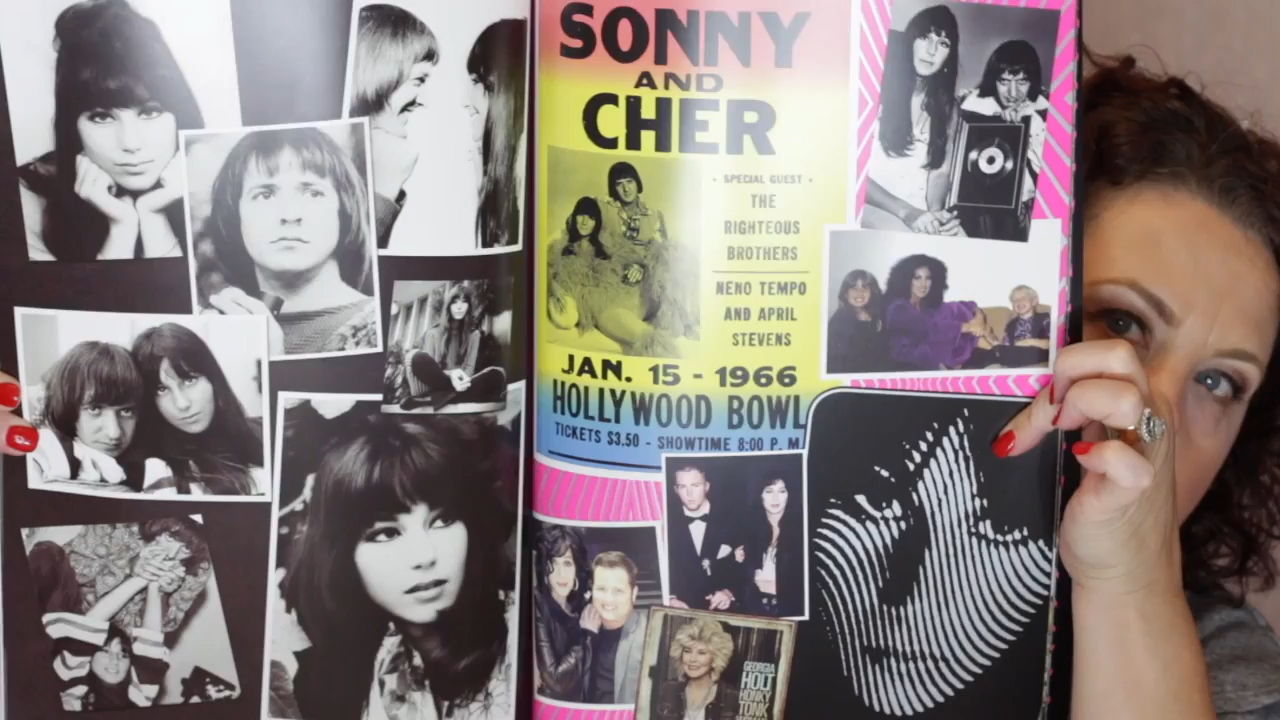 SONNY
AND
CHER
• SPECIAL GUEST •
THE
RIGHTEOUS
BROTHERS
NENO TEMPO
AND APRIL
STEVENS
JAN. 15 - 1966
HOLLYWOOD BOWL
TICKETS $3.50 - SHOWTIME 8:00 P. M.
GEORGIA
HOLT
HONKY
TONK